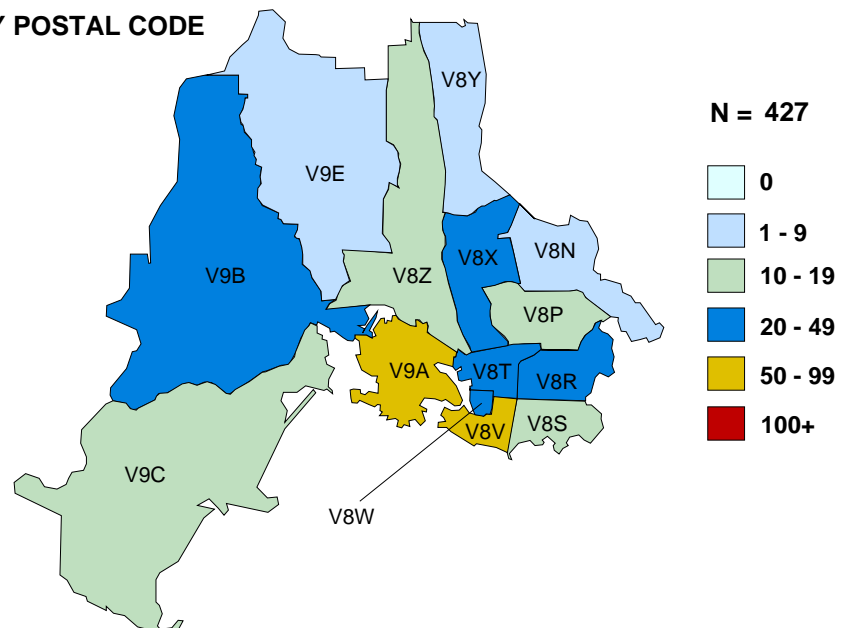 Y POSTAL CODE
V8Y
N = 427
V9E
0
1 - 9
V8N
V8X
V9B
V8Z
10 - 19
V8P
20 - 49
V9A
V8T
V8R
50 - 99
V8S
V8V
100+
V9C
V8W